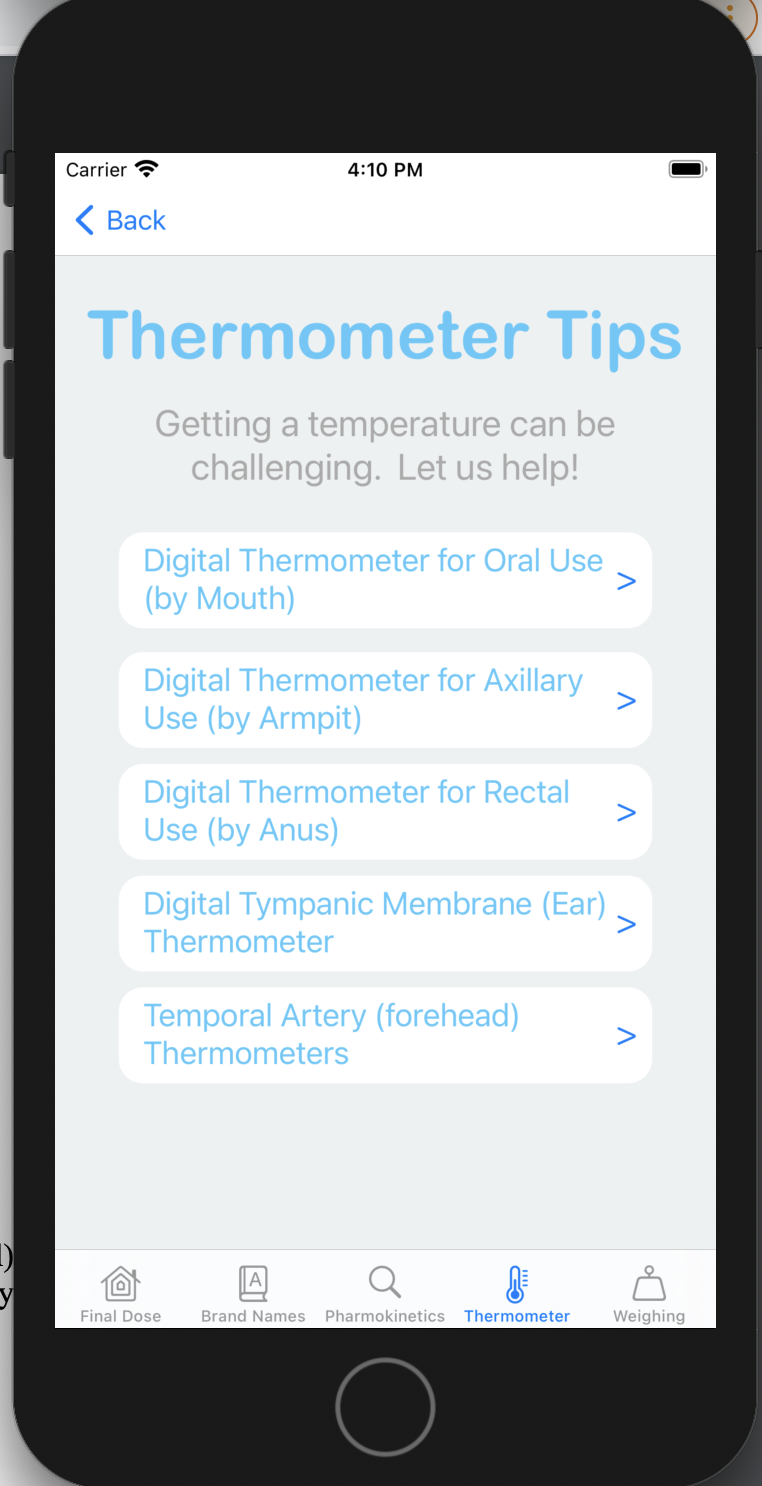 Carrier
4:10 PM
Back
Thermometer Tips
Getting a temperature can be
challenging.  Let us help!
Digital Thermometer for Oral Use
(by Mouth)
>
Digital Thermometer for Axillary
Use (by Armpit)
>
Digital Thermometer for Rectal
Use (by Anus)
>
Digital Tympanic Membrane (Ear)
Thermometer
>
Temporal Artery (forehead)
Thermometers
>
A
Final Dose
Brand Names
Pharmokinetics
Thermometer
Weighing